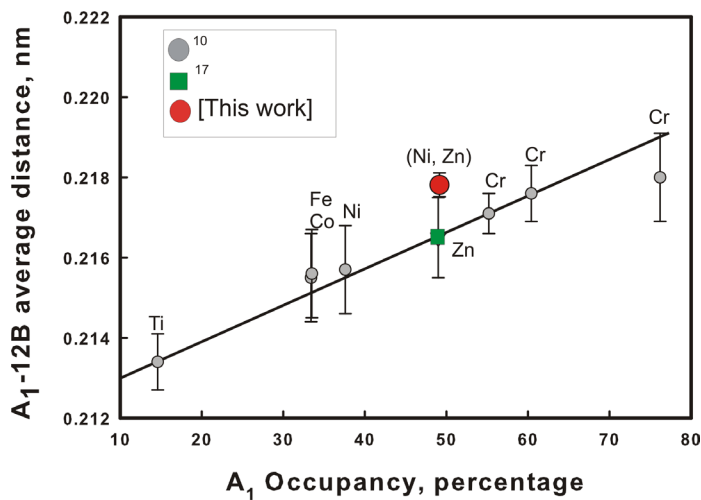 0.222
0.220
0.218
0.216
0.214
0.212
A1-12B average distance, nm
10
17
[This work]
Ti
Fe
Co
Ni
(Ni, Zn)
Zn
Cr
Cr
Cr
10 20 30 40 50 60 70 80
A1 Occupancy, percentage